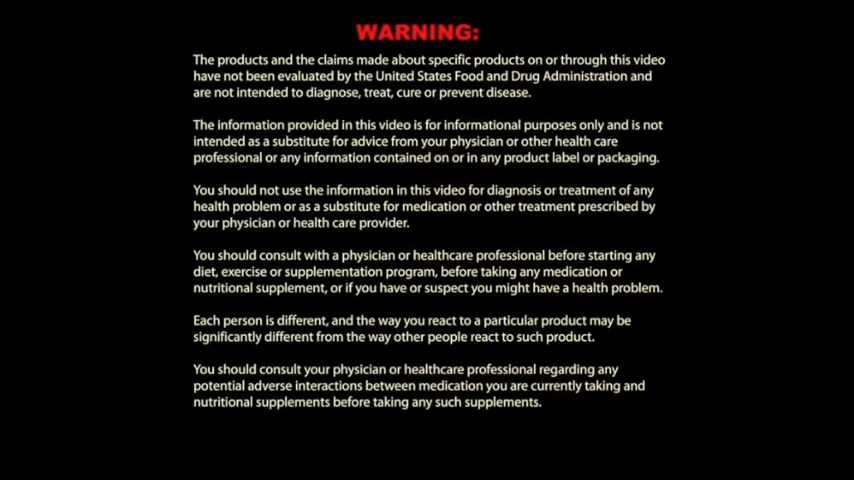 WARNING:
The products and the claims made about specific products on or through this video
have not been evaluated by the United States Food and Drug Administration and
are not intended to diagnose, treat, cure or prevent disease.
The information provided in this video is for informational purposes only and is not
intended as a substitute for advice from your physician or other health care
professional or any information contained on or in any product label or packaging.
You should not use the information in this video for diagnosis or treatment of any
health problem or as a substitute for medication or other treatment prescribed by
your physician or health care provider.
You should consult with a physician or healthcare professional before starting any
diet, exercise or supplementation program, before taking any medication or
nutritional supplement, or if you have or suspect you might have a health problem.
Each person is different, and the way you react to a particular product may be
significantly different from the way other people react to such product.
You should consult your physician or healthcare professional regarding any
potential adverse interactions between medication you are currently taking and
nutritional supplements before taking any such supplements.